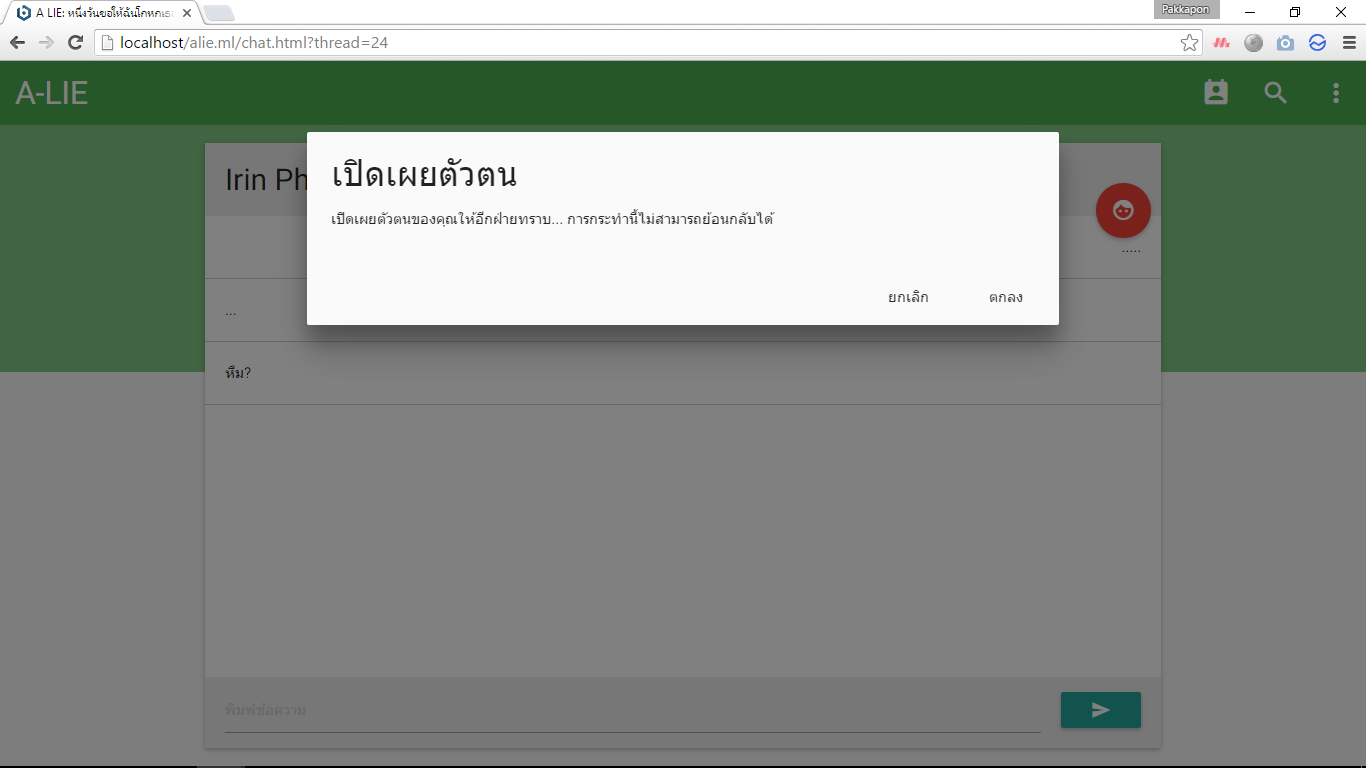 A LIE: หนึ่งวันขอให้ฉันโกหกเธอ
Pakkapon
localhost/alie.ml/chat.html?thread=24
A-LIE
Irin Ph
เปิดเผยตัวตน
เปิดเผยตัวตนของคุณให้อีกฝ่ายทราบ... การกระทำนี้ไม่สามารถย้อนกลับได้
.....
ยกเลิก ตกลง
...
หืม?
พิมพ์ข้อความ